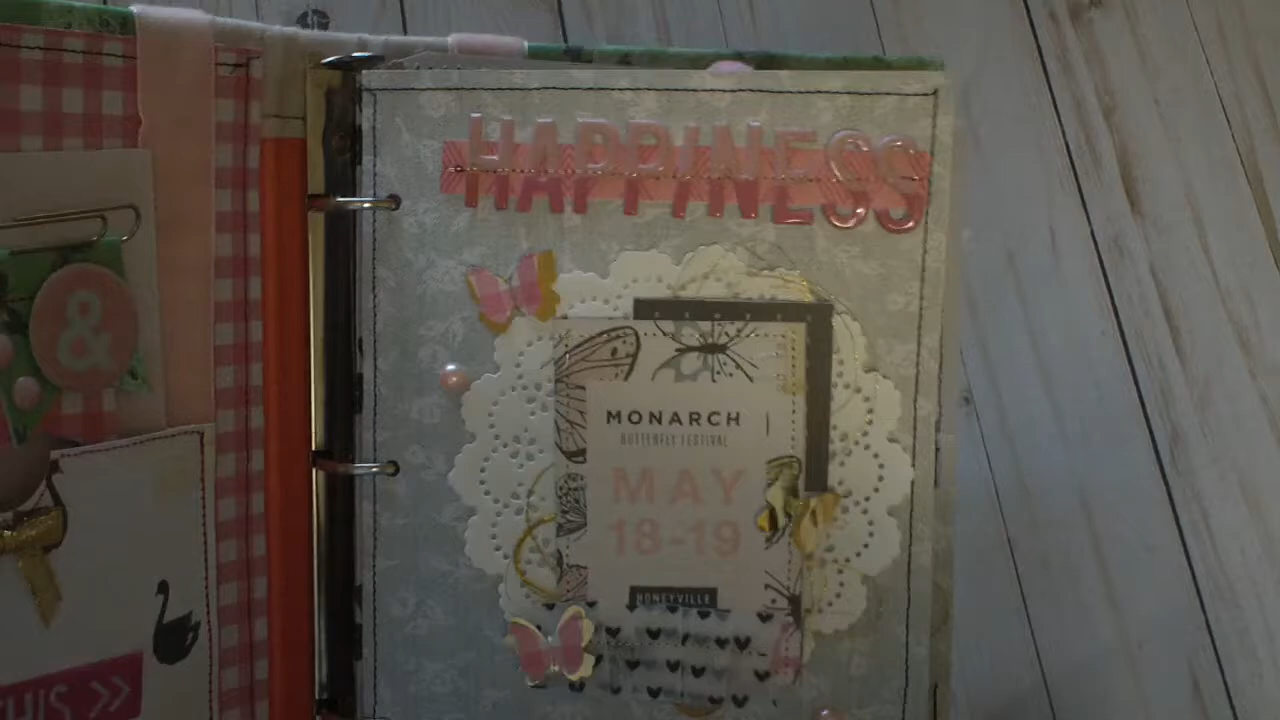 HAPPINESS
&
MONARCH
BUTTERFLY FESTIVAL
MAY
18-19
HONEYVILLE
THIS >>